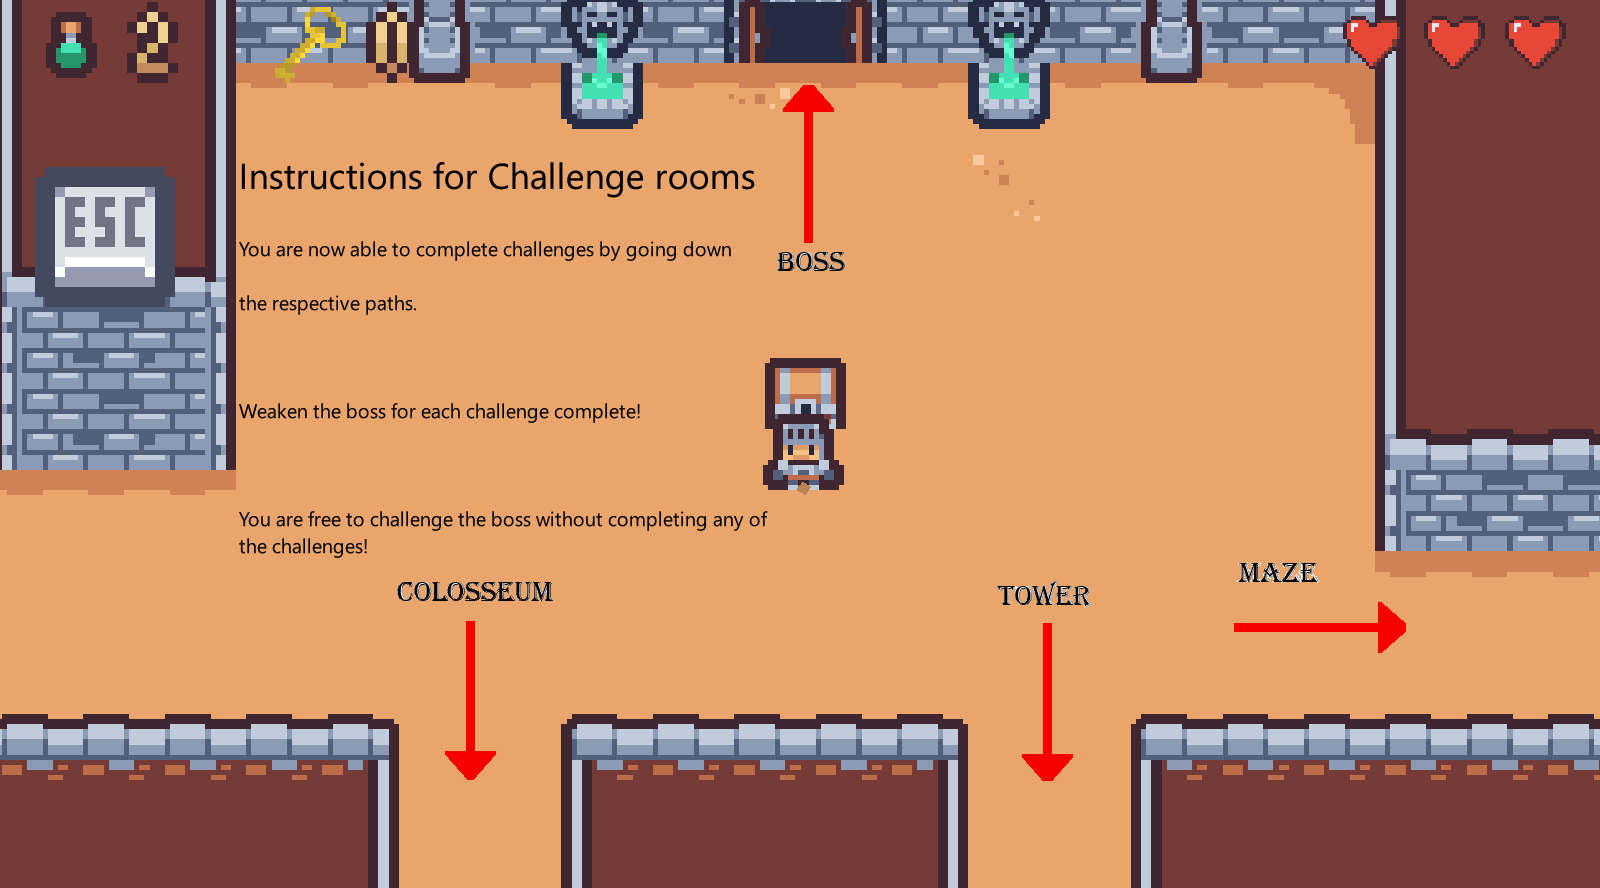 2
0
ESC
Instructions for Challenge rooms
You are now able to complete challenges by going down
the respective paths.
BOSS
Weaken the boss for each challenge complete!
You are free to challenge the boss without completing any of
the challenges!
COLOSSEUM
TOWER
MAZE